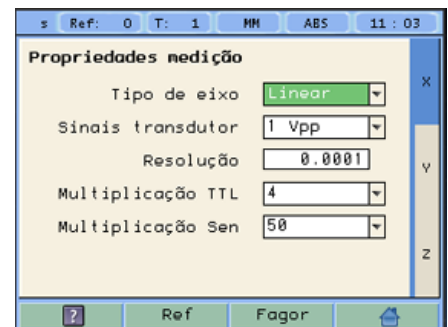 s Ref: 0 T: 1 MM ABS 11 : 03
Propriedades medição
Tipo de eixo Linear
Sinais transdutor 1 Vpp
Resolução 0.0001
Multiplicação TTL 4
Multiplicação Sen 50
X
Y
Z
? Ref Fagor